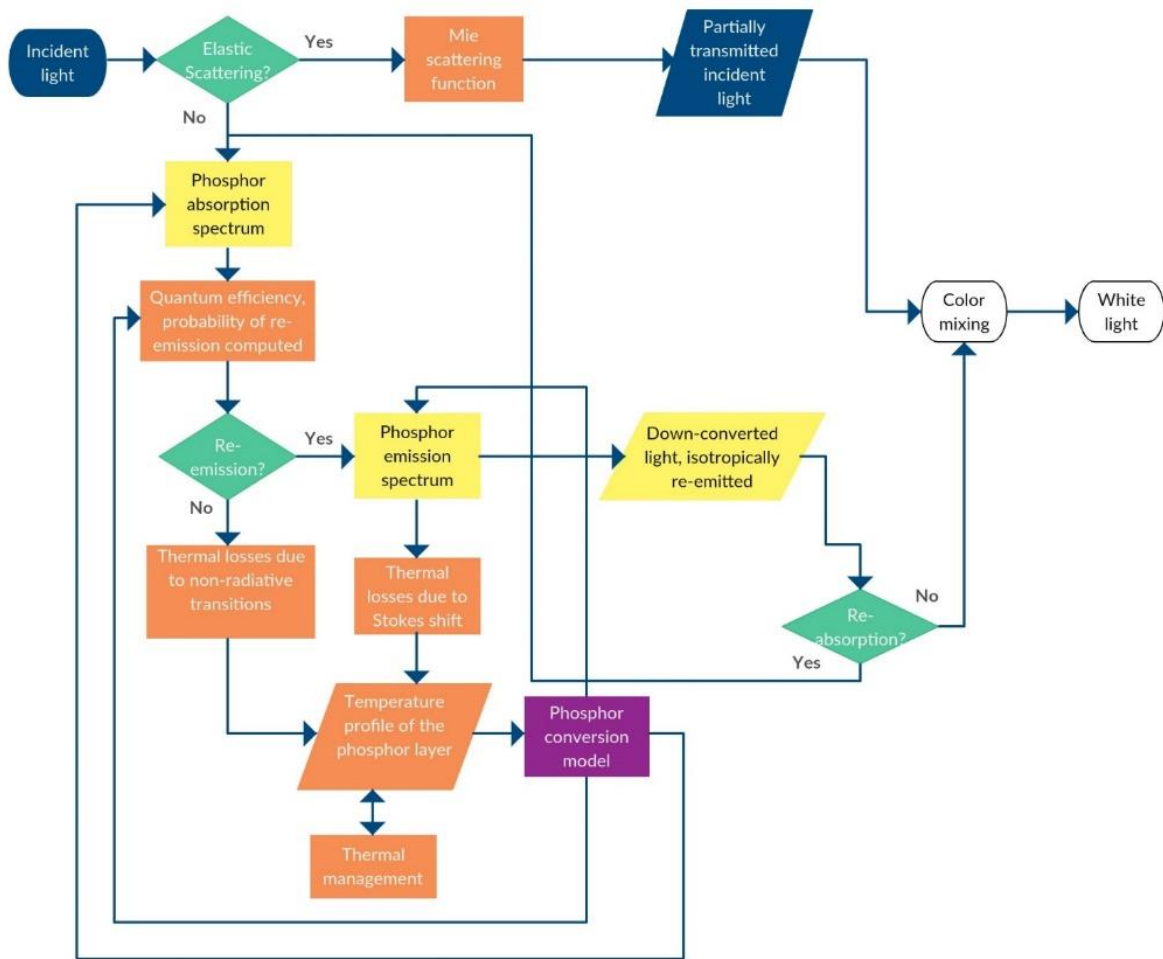 Incident
light
Elastic
Scattering?
Yes
Mie
scattering
function
Partially
transmitted
incident
light
No
Phosphor
absorption
spectrum
Quantum efficiency,
probability of re-
emission computed
Color
mixing
White
light
Re-
emission?
Yes
Phosphor
emission
spectrum
Down-converted
light, isotropically
re-emitted
No
Thermal losses due
to non-radiative
transitions
Thermal
losses due to
Stokes shift
Re-
absorption?
No
Yes
Temperature
profile of the
phosphor layer
Phosphor
conversion
model
Thermal
management